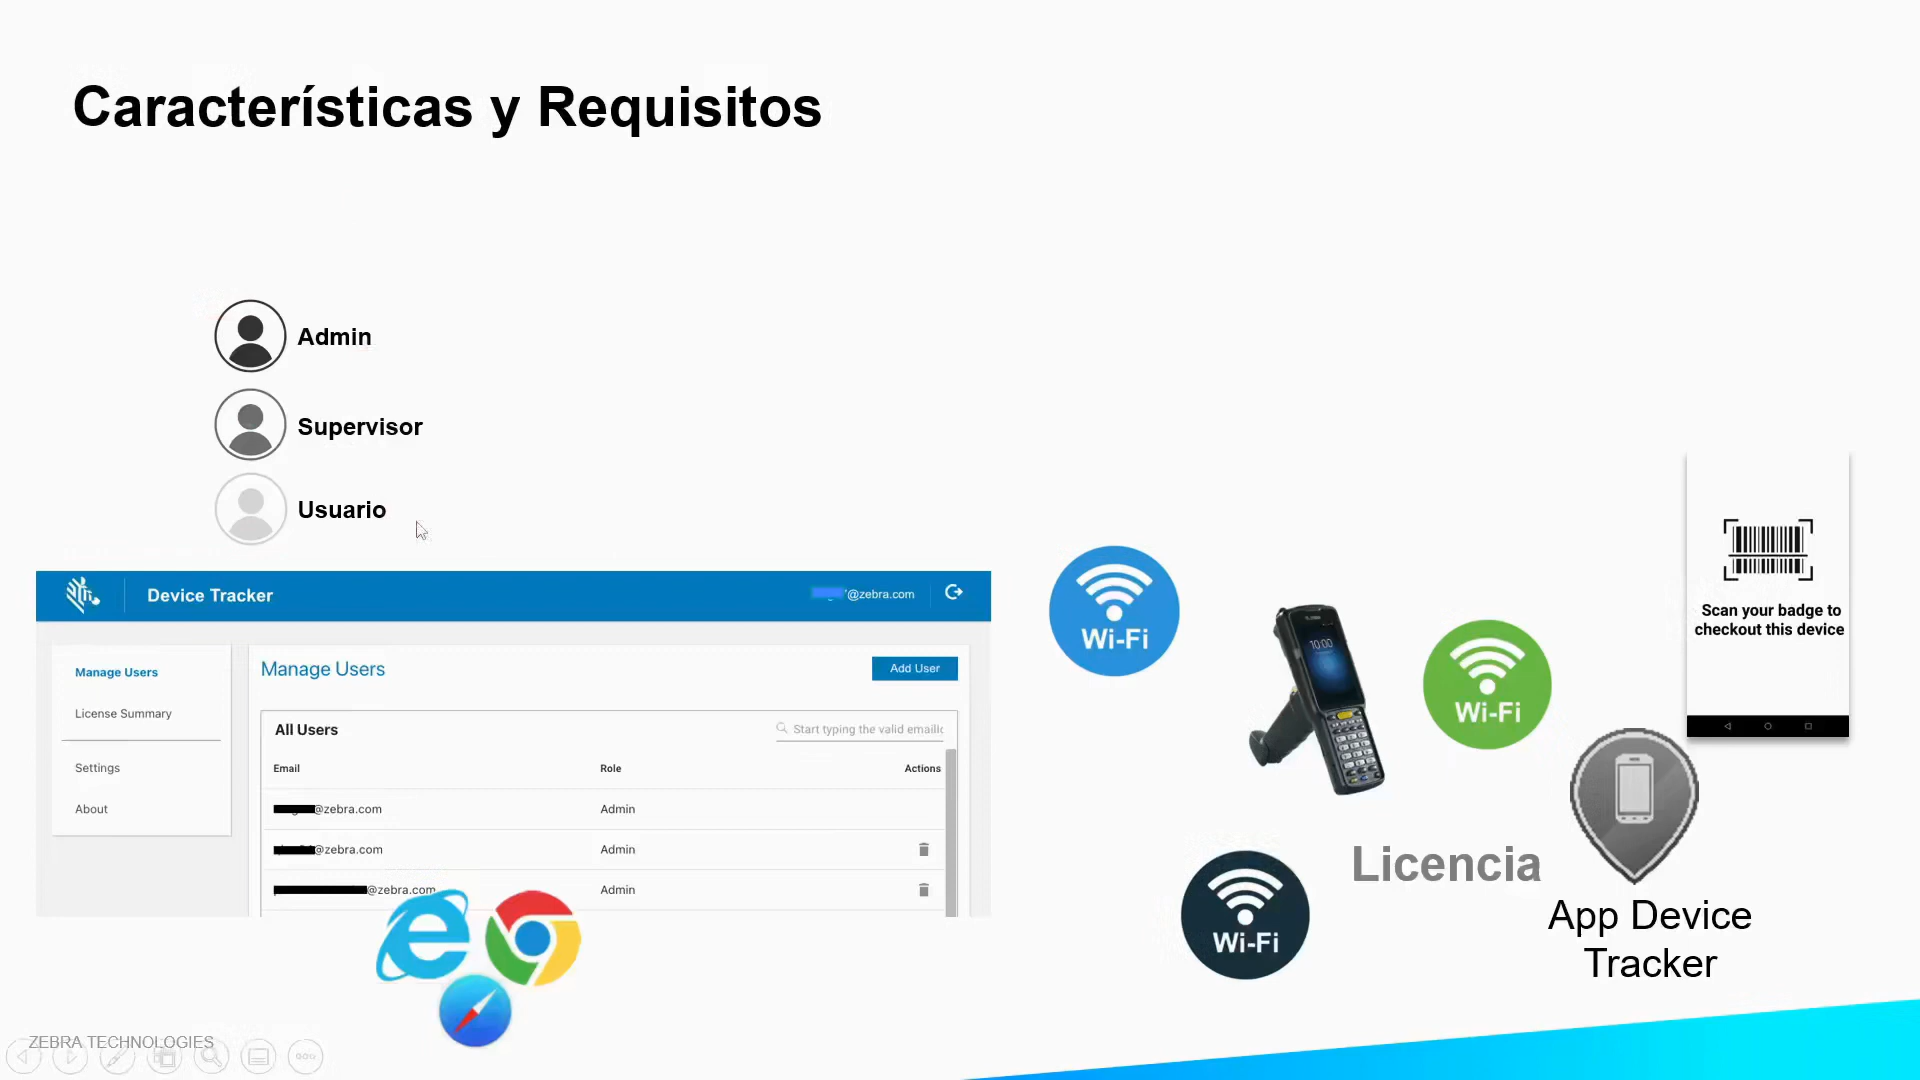 Características y Requisitos
Admin
Supervisor
Usuario
Device Tracker
@zebra.com
Manage Users
License Summary
Settings
About
Manage Users
Add User
All Users
Start typing the valid
Email Role Actions
@zebra.com Admin
@zebra.com Admin
@zebra.com Admin
Wi-Fi
10:00
Wi-Fi
Wi-Fi
Licencia
Scan your badge to
checkout this device
App Device
Tracker
ZEBRA TECHNOLOGIES